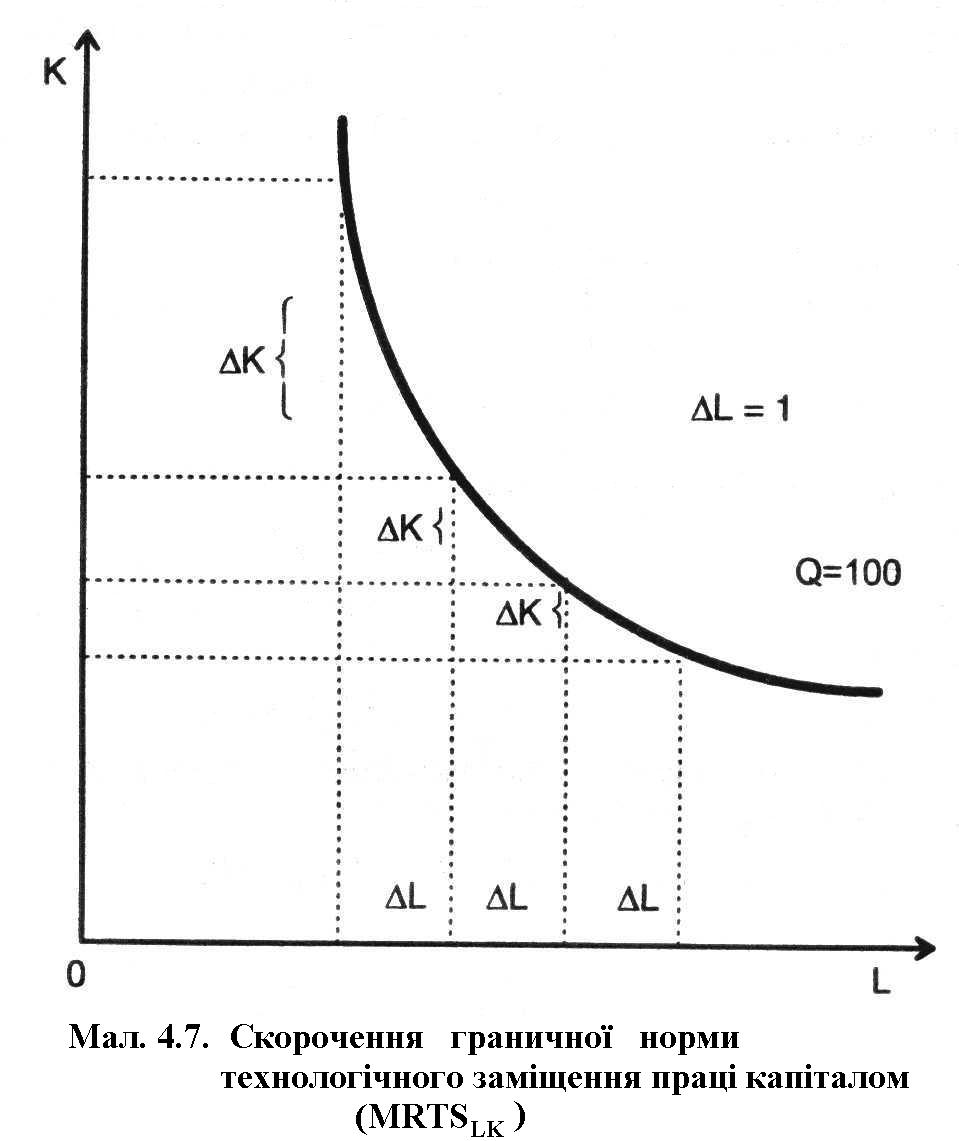 K
ΔK {
ΔL = 1
ΔK {
Q=100
ΔK {
ΔL ΔL ΔL
0
L
Мал. 4.7. Скорочення граничної норми
технологічного заміщення праці капіталом
(MRTS_LK )